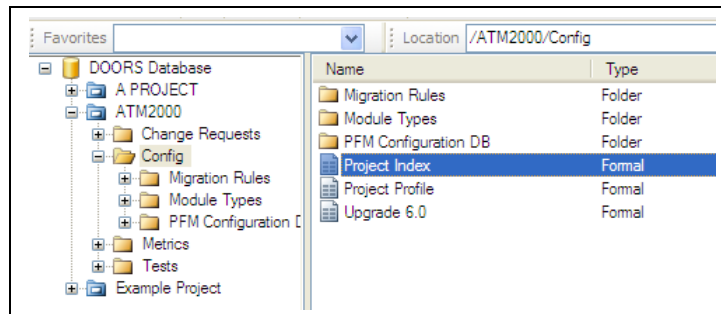 Favorites Location /ATM2000/Config
DOORS Database
A PROJECT
ATM2000
Change Requests
Config
Migration Rules
Module Types
PFM Configuration D
Metrics
Tests
Example Project
Name Type
Migration Rules Folder
Module Types Folder
PFM Configuration DB Folder
Project Index Formal
Project Profile Formal
Upgrade 6.0 Formal